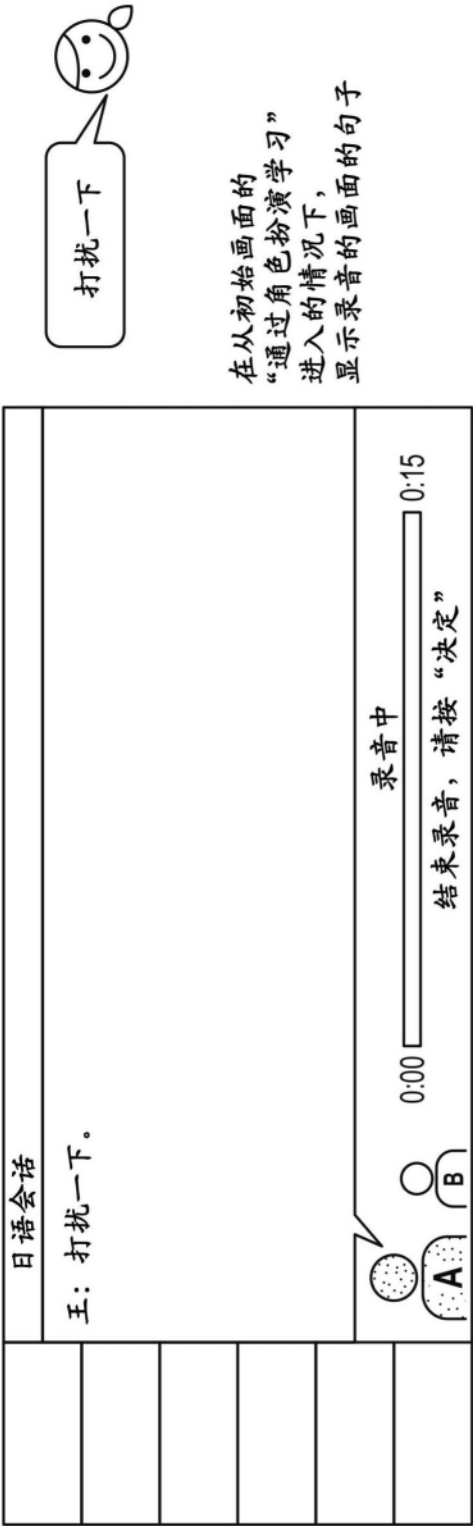 日语会话
王：打扰一下。
录音中
0:00
0:15
结束录音，请按“决定”
A
B
打扰一下
在从初始画面的
“通过角色扮演学习”
进入的情况下，
显示录音的画面的句子